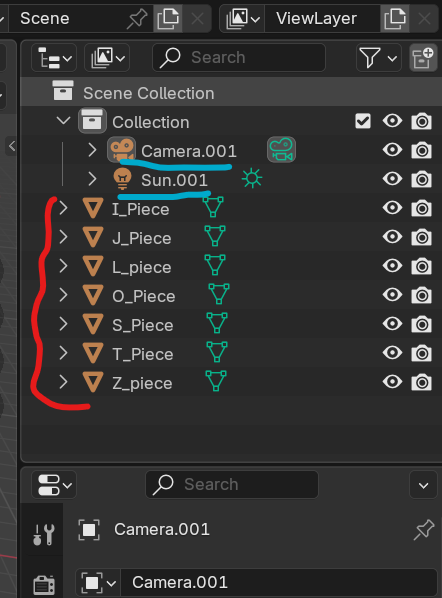 Scene ViewLayer
Search
Scene Collection
Collection
Camera.001
Sun.001
I_Piece
J_Piece
L_piece
O_Piece
S_Piece
T_Piece
Z_piece
Search
Camera.001
Camera.001